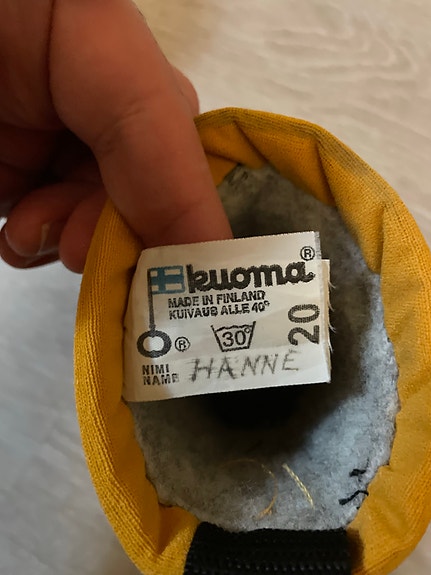 kuoma®
MADE IN FINLAND
KUIVAUS ALLE 40°
® 30° 20
NIMI
NAME HANNE